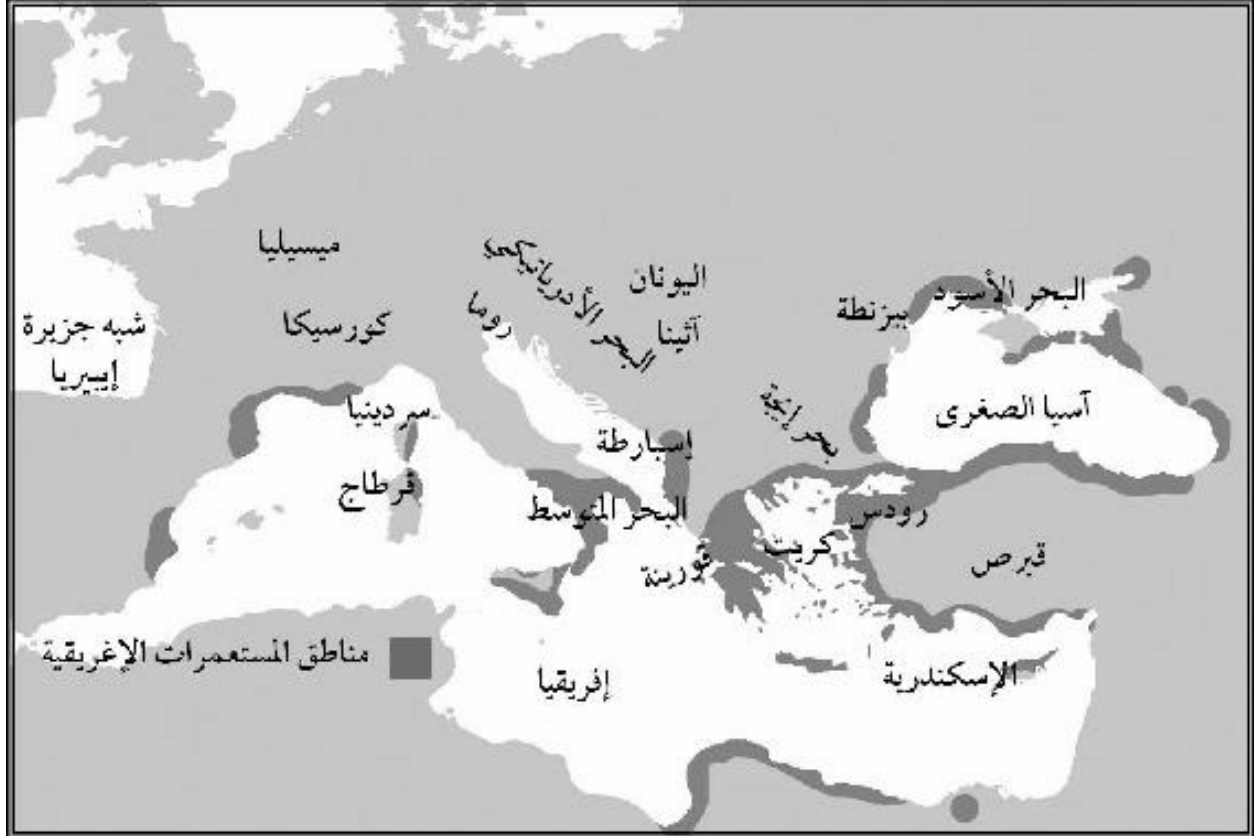 ميسيليا
البحر الأدرياتيكي
اليونان
البحر الأسود
بيزنطة
شبه جزيرة
إيبيريا
كورسيكا
روما
آثينا
سردينيا
بحر إيجة
آسيا الصغرى
إسبارطة
قرطاج
البحر المتوسط
رودس
كريت
قورينة
قبرص
مناطق المستعمرات الإغريقية
إفريقيا
الإسكندرية